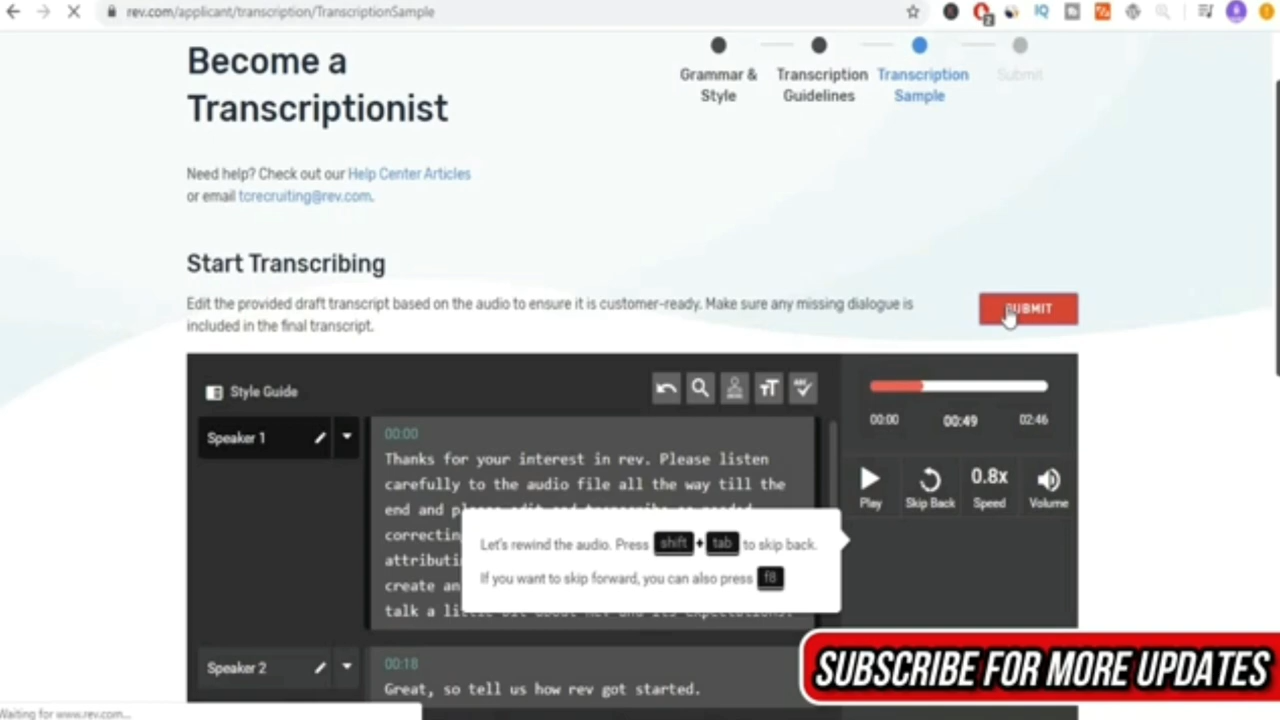 rev.com/applicant/transcription/TranscriptionSample
Become a
Transcriptionist
Grammar &
Style
Transcription
Guidelines
Transcription
Sample
Submit
Need help? Check out our Help Center Articles
or email tcrecruiting@rev.com.
Start Transcribing
Edit the provided draft transcript based on the audio to ensure it is customer-ready. Make sure any missing dialogue is
included in the final transcript.
SUBMIT
Style Guide
00:00 00:49 02:46
Play Skip Back 0.8x Speed Volume
Speaker 1
00:00
Thanks for your interest in rev. Please listen
carefully to the audio file all the way till the
end and
correctin
attributi
create an
talk a
Let's rewind the audio. Press shift + tab to skip back.
If you want to skip forward, you can also press f8
Speaker 2
00:18
Great, so tell us how rev got started.
SUBSCRIBE FOR MORE UPDATES
Waiting for www.rev.com...